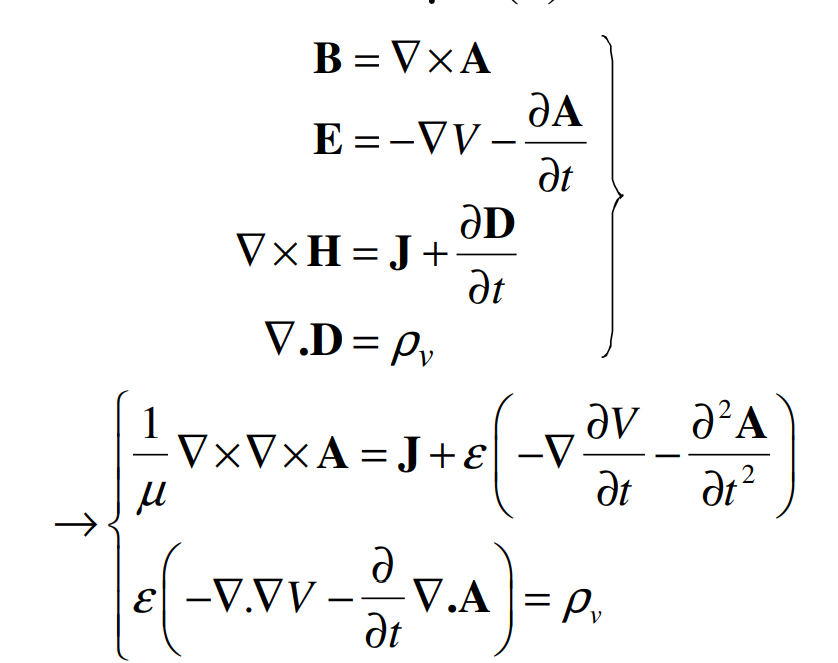 B = ∇×A
E = −∇V − ∂A/∂t
∇×H = J + ∂D/∂t
∇.D = ρ_v
→ { 1/μ ∇×∇×A = J + ε(−∇ ∂V/∂t − ∂²A/∂t²)
ε(−∇.∇V − ∂/∂t ∇.A) = ρ_v